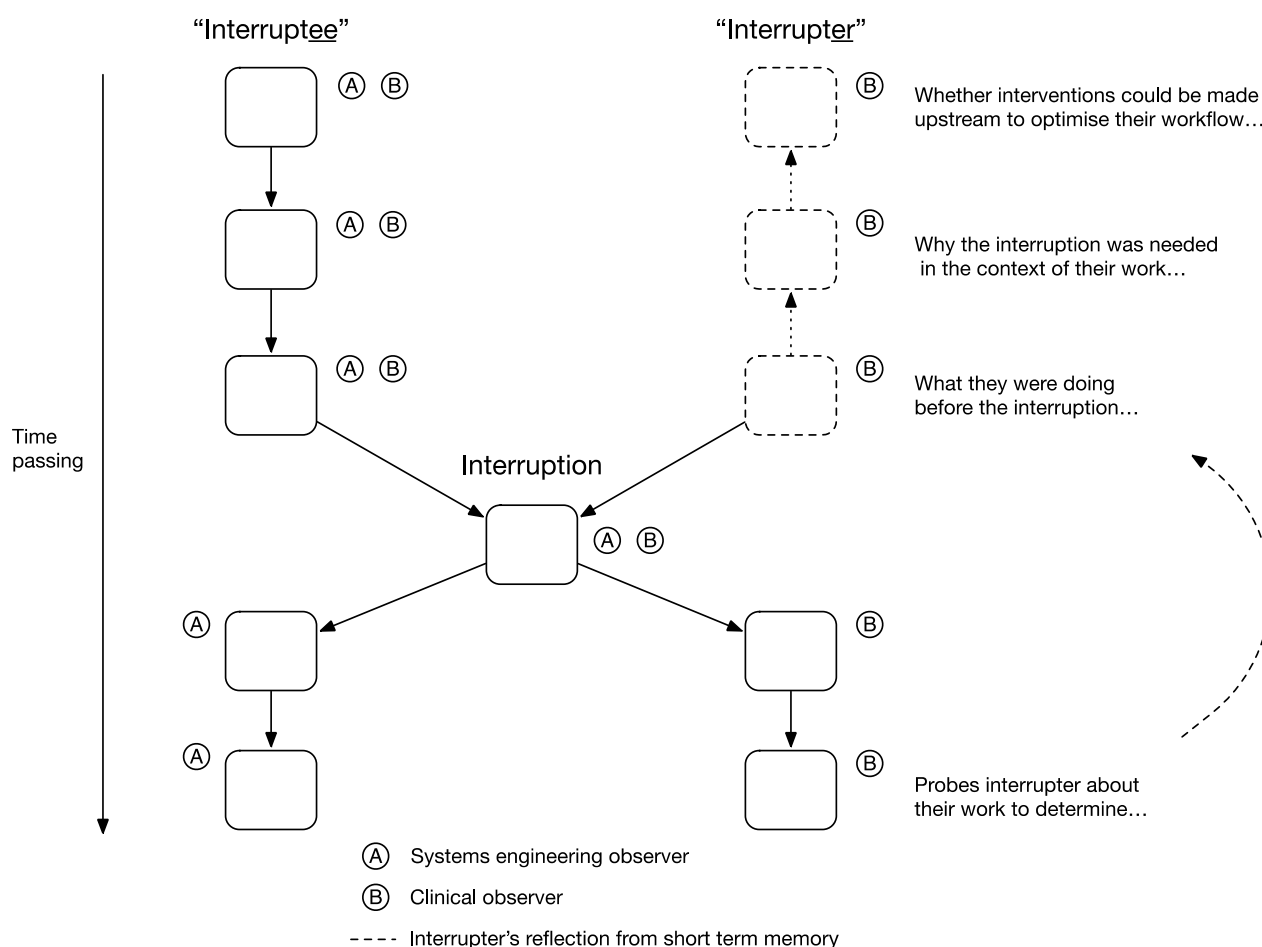 “Interruptee”
“Interrupter”
A B
B
Whether interventions could be made
upstream to optimise their workflow…
A B
B
Why the interruption was needed
in the context of their work…
A B
B
What they were doing
before the interruption…
Time
passing
Interruption
A B
A
B
A
B
Probes interrupter about
their work to determine…
A Systems engineering observer
B Clinical observer
Interrupter’s reflection from short term memory